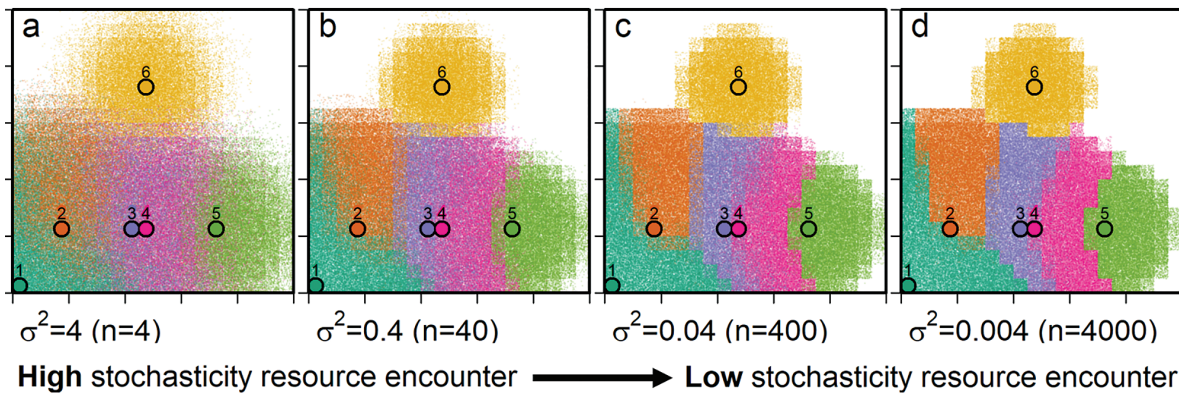 a b c d
6 6 6 6
2 3 4 5 2 3 4 5 2 3 4 5 2 3 4 5
1 1 1 1
σ²=4 (n=4) σ²=0.4 (n=40) σ²=0.04 (n=400) σ²=0.004 (n=4000)
High stochasticity resource encounter Low stochasticity resource encounter